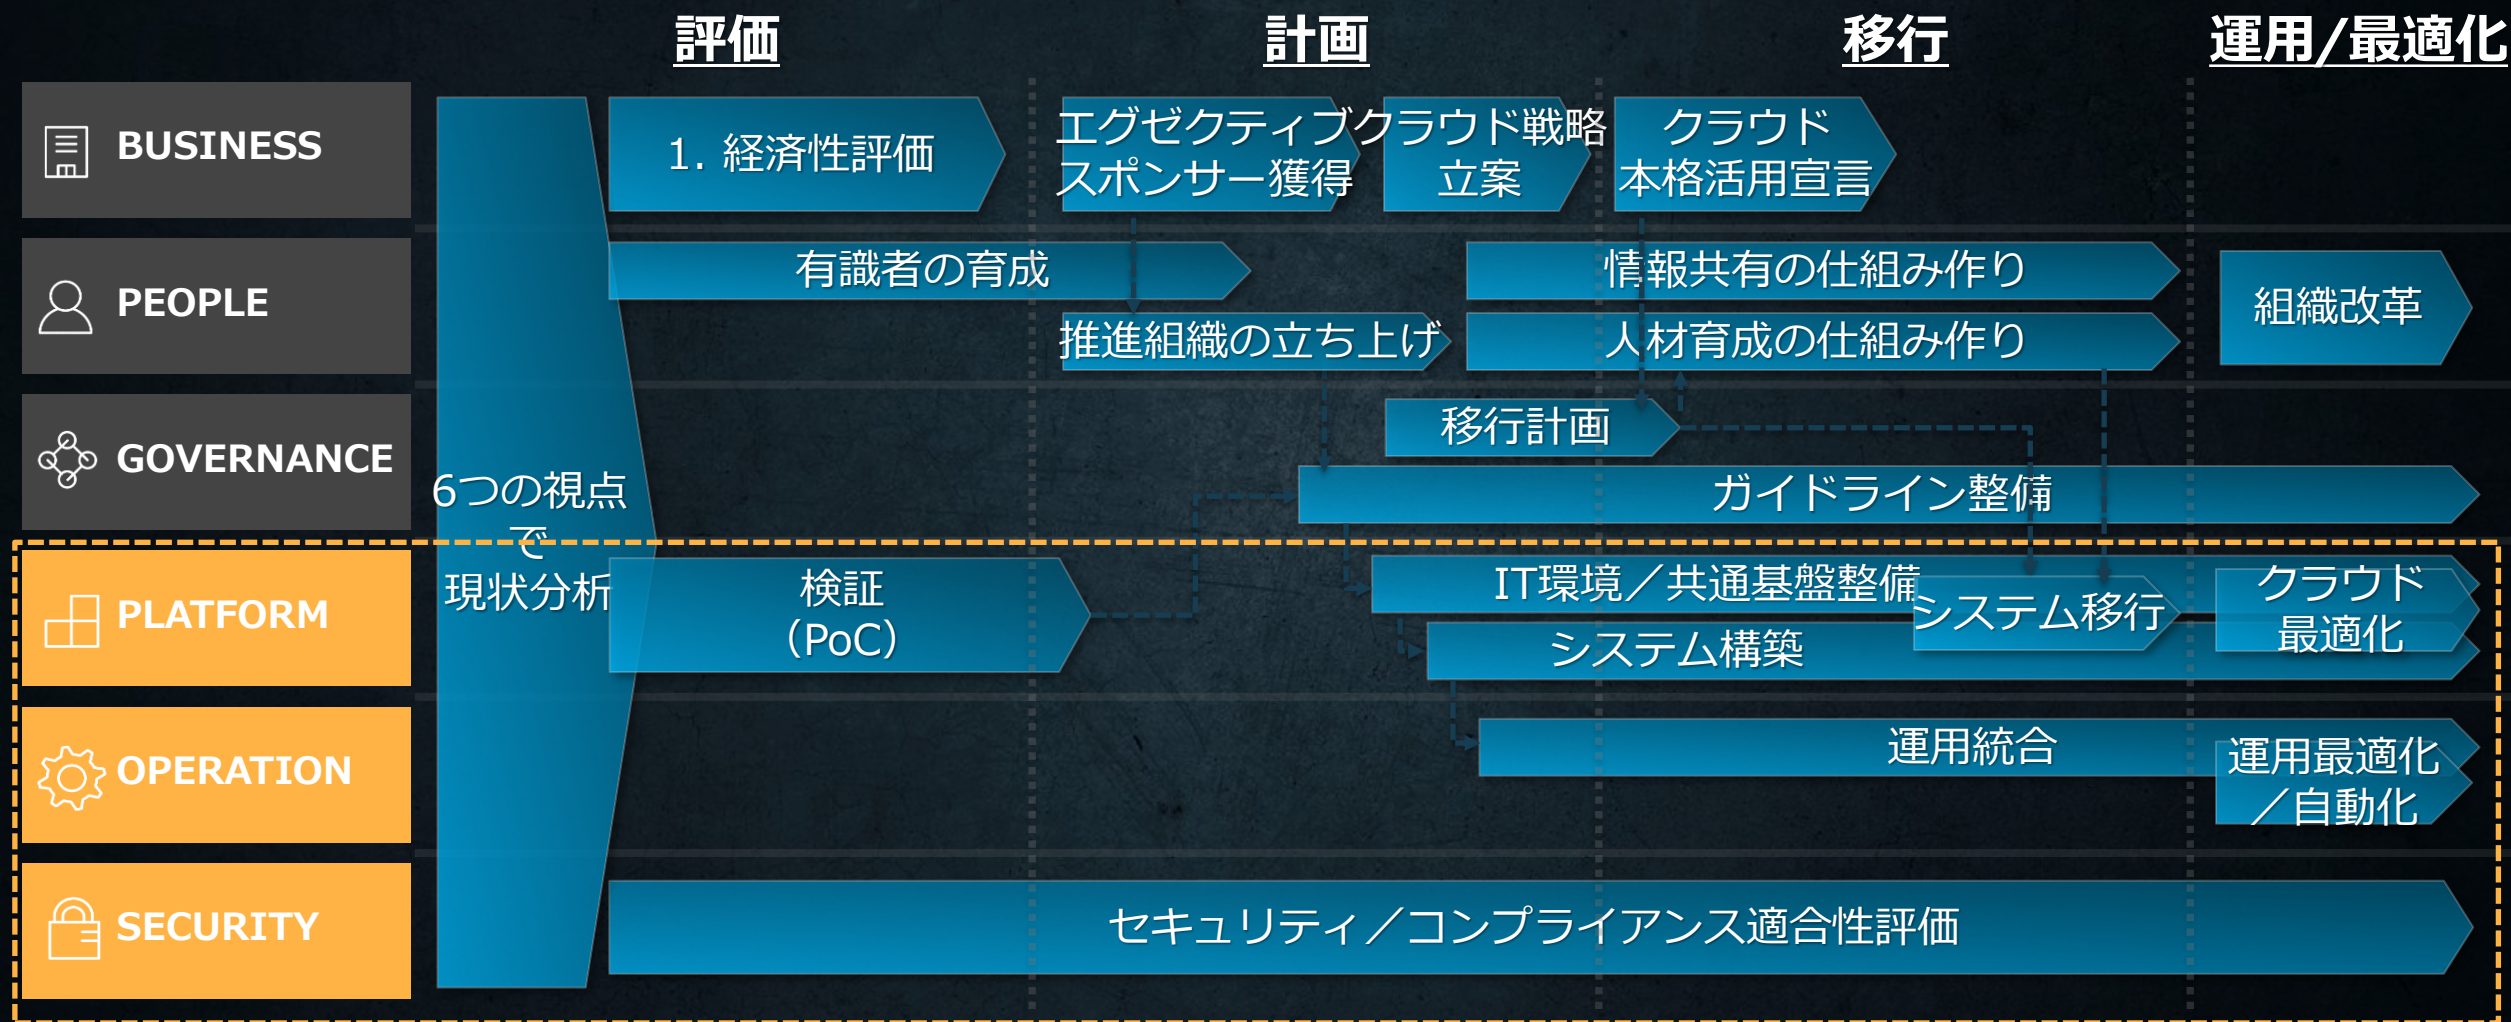 評価
計画
移行
運用/最適化
BUSINESS
1. 経済性評価
エグゼクティブ
スポンサー獲得
クラウド戦略
立案
クラウド
本格活用宣言
PEOPLE
有識者の育成
情報共有の仕組み作り
推進組織の立ち上げ
人材育成の仕組み作り
組織改革
GOVERNANCE
移行計画
ガイドライン整備
6つの視点
で
現状分析
PLATFORM
検証
（PoC）
IT環境／共通基盤整備
システム移行
システム構築
クラウド
最適化
OPERATION
運用統合
運用最適化
／自動化
SECURITY
セキュリティ／コンプライアンス適合性評価